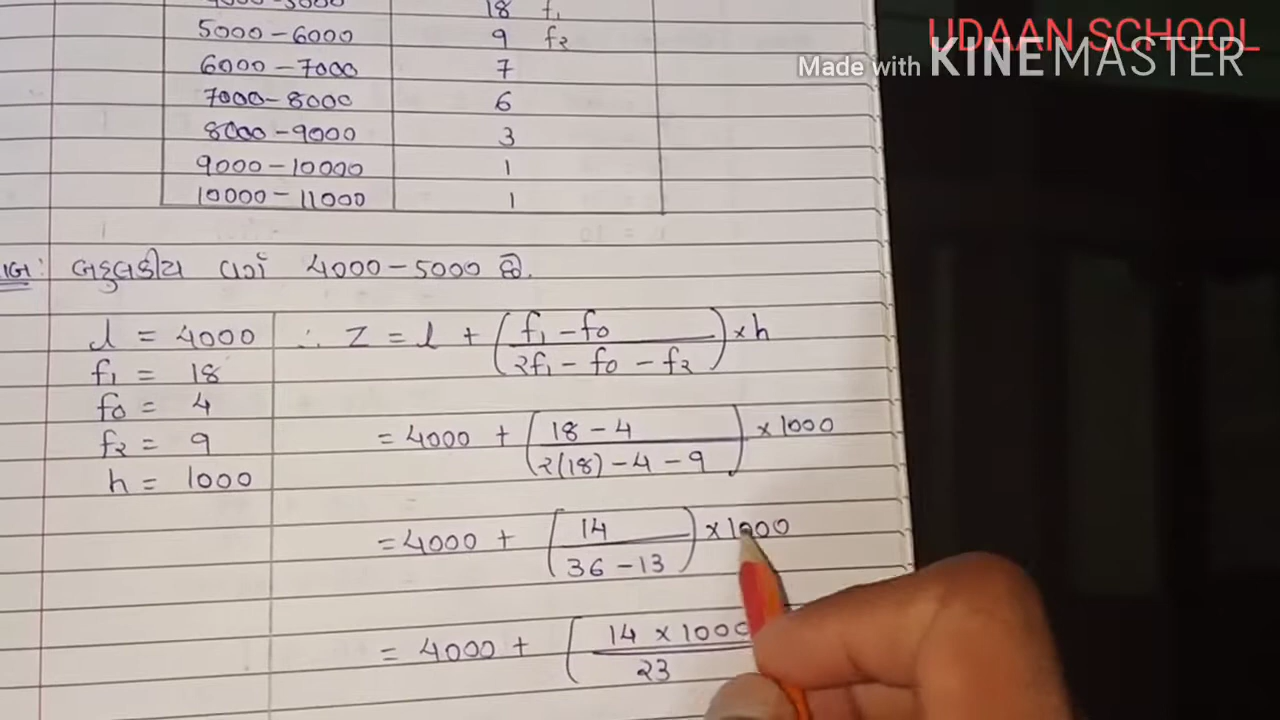 UDAAN SCHOOL
Made with KINEMASTER
18 f₁
5000-6000 9 f₂
6000-7000 7
7000-8000 6
8000-9000 3
9000-10000 1
10000-11000 1
બહુલકીય વર્ગ 4000-5000 છે.
l = 4000 ∴ Z = l + (f₁ - f₀ / 2f₁ - f₀ - f₂) × h
f₁ = 18
f₀ = 4 = 4000 + (18 - 4 / 2(18) - 4 - 9) × 1000
f₂ = 9
h = 1000
= 4000 + (14 / 36 - 13) × 1000
= 4000 + (14 × 1000 / 23